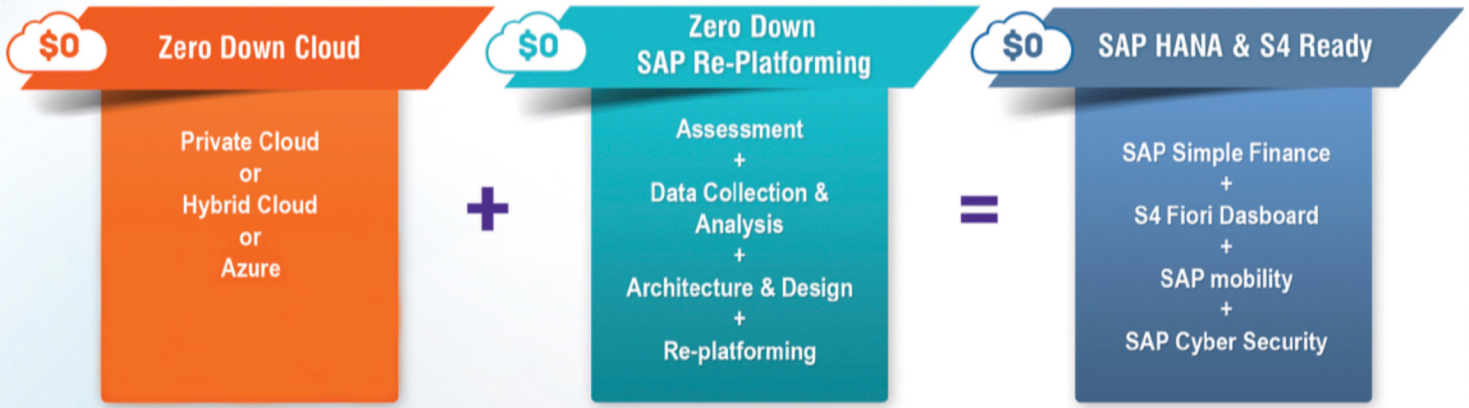 $0
Zero Down Cloud
Private Cloud
or
Hybrid Cloud
or
Azure
+
$0
Zero Down
SAP Re-Platforming
Assessment
+
Data Collection &
Analysis
+
Architecture & Design
+
Re-platforming
=
$0
SAP HANA & S4 Ready
SAP Simple Finance
+
S4 Fiori Dasboard
+
SAP mobility
+
SAP Cyber Security